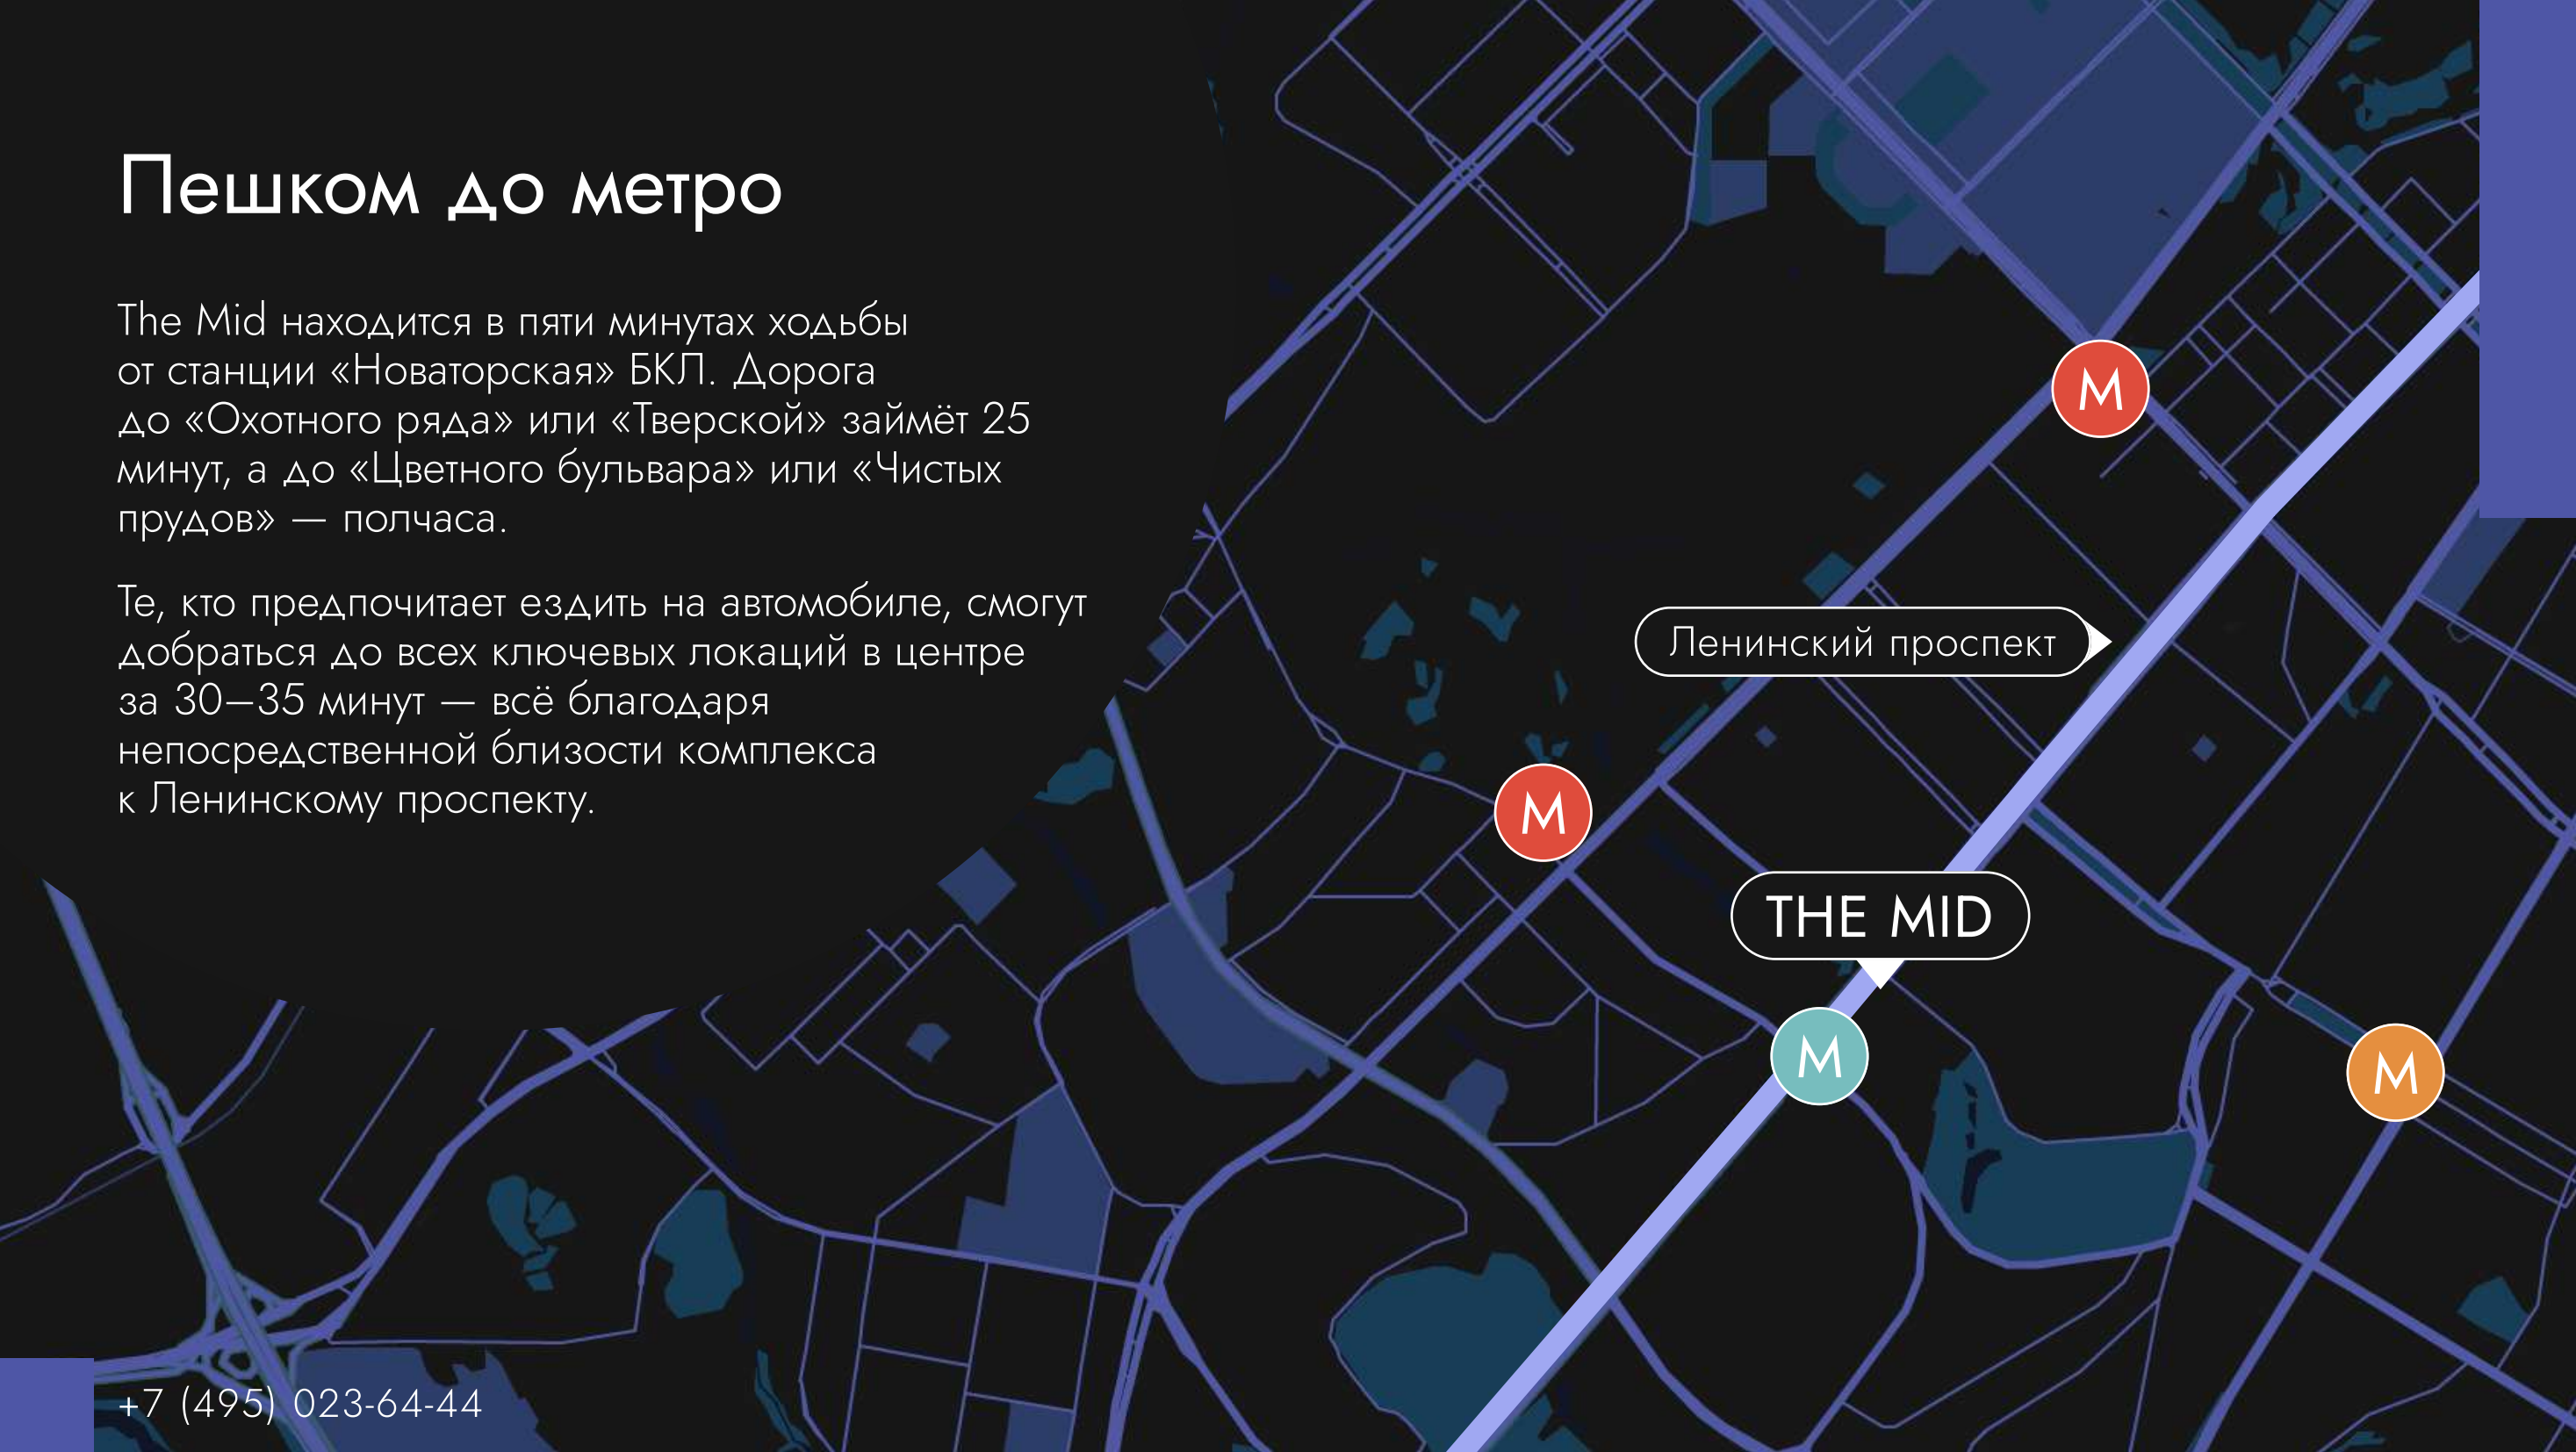 Пешком до метро
The Mid находится в пяти минутах ходьбы
от станции «Новаторская» БКЛ. Дорога
до «Охотного ряда» или «Тверской» займёт 25
минут, а до «Цветного бульвара» или «Чистых
прудов» — полчаса.
Те, кто предпочитает ездить на автомобиле, смогут
добраться до всех ключевых локаций в центре
за 30–35 минут — всё благодаря
непосредственной близости комплекса
к Ленинскому проспекту.
М
Ленинский проспект
М
THE MID
М
М
+7 (495) 023-64-44